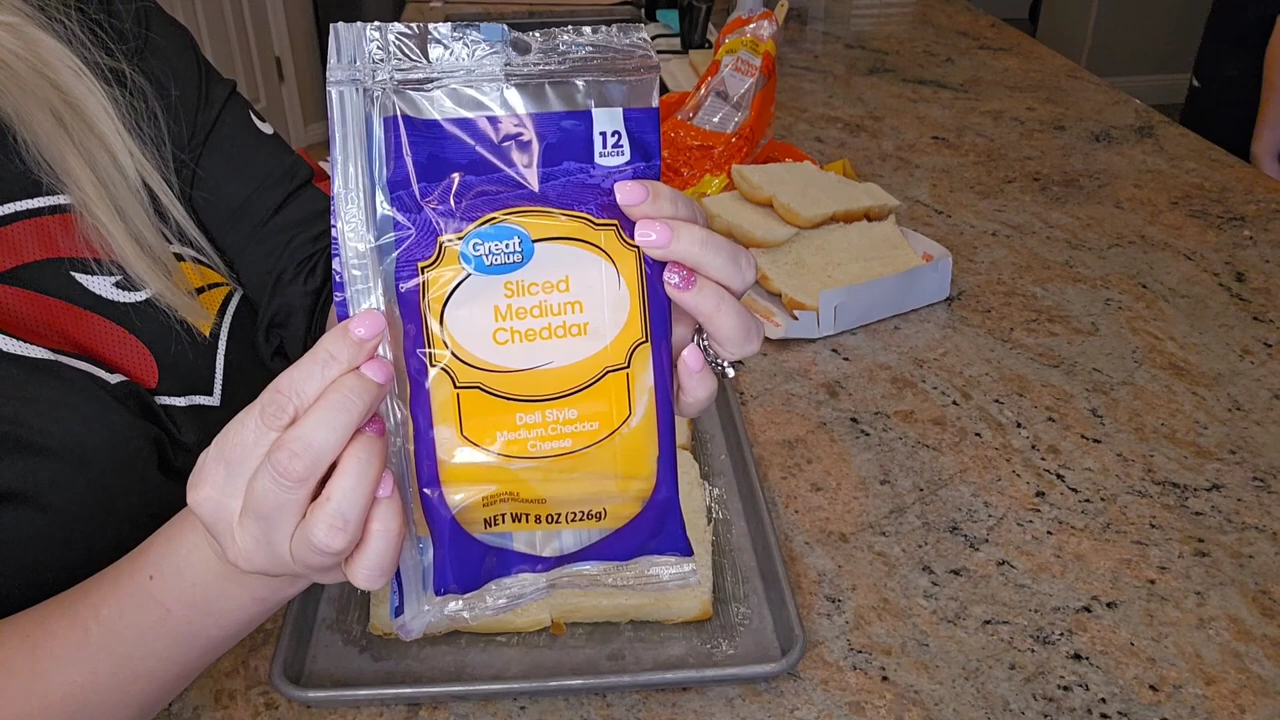 12
SLICES
Great
Value
Sliced
Medium
Cheddar
Deli Style
Medium Cheddar
Cheese
PERISHABLE
KEEP REFRIGERATED
NET WT 8 OZ (226g)